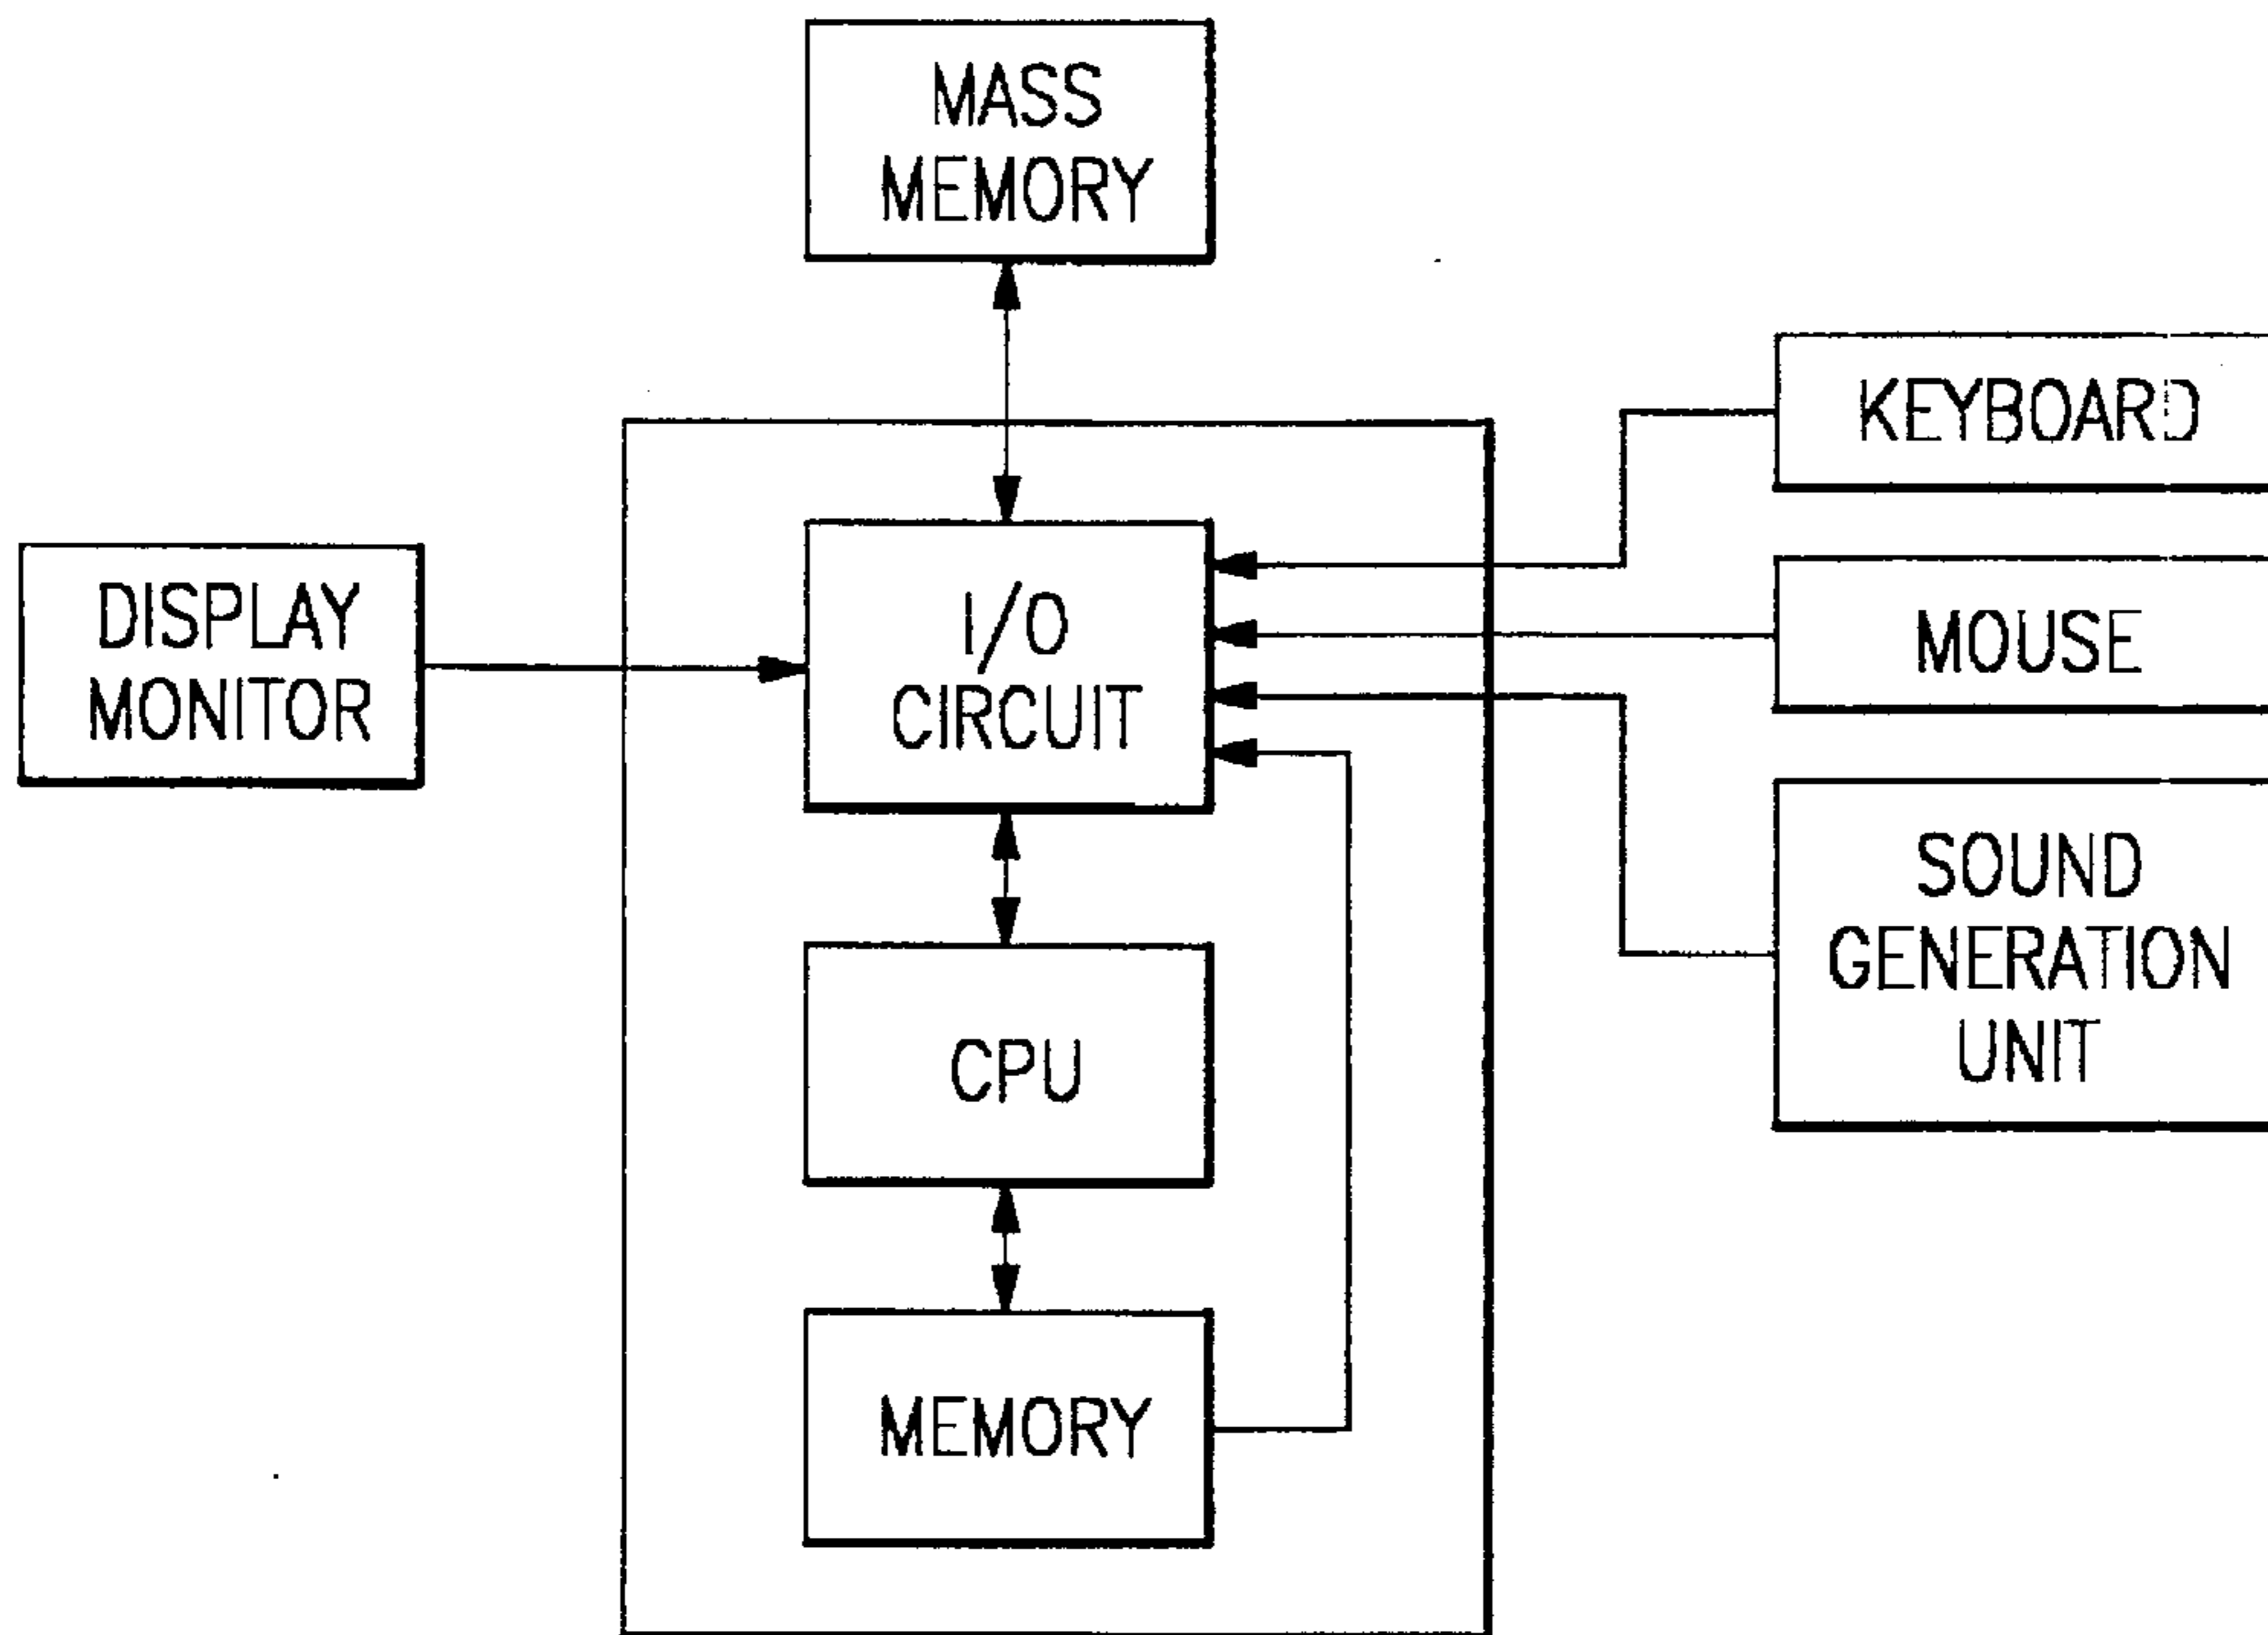 MASS
MEMORY
KEYBOARD
DISPLAY
MONITOR
I/O
CIRCUIT
MOUSE
SOUND
GENERATION
UNIT
CPU
MEMORY